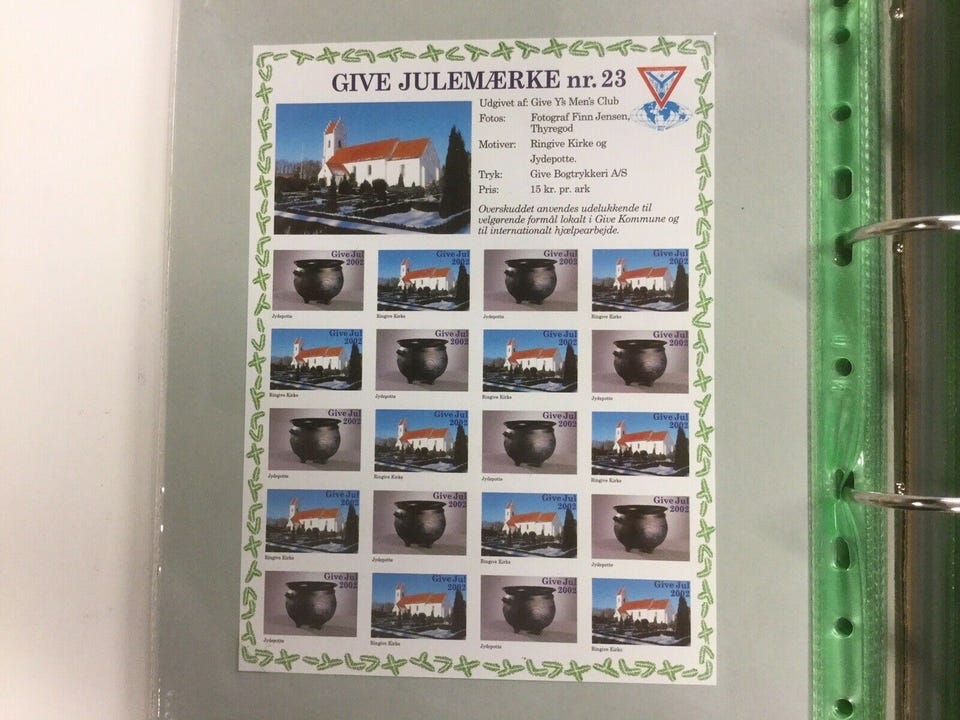 GIVE JULEMÆRKE nr. 23
Udgivet af: Give Y's Men's Club
Fotos: Fotograf Finn Jensen,
Thyregod
Motiver: Ringive Kirke og
Jydepotte.
Tryk: Give Bogtrykkeri A/S
Pris: 15 kr. pr. ark
Overskuddet anvendes udelukkende til
velgørende formål lokalt i Give Kommune og
til internationalt hjælpearbejde.
Give Jul Give Jul Give Jul Give Jul
2002 2002 2002 2002
Jydepotte Ringive Kirke Jydepotte Ringive Kirke
Give Jul Give Jul Give Jul Give Jul
2002 2002 2002 2002
Ringive Kirke Jydepotte Ringive Kirke Jydepotte
Give Jul Give Jul Give Jul Give Jul
2002 2002 2002 2002
Jydepotte Ringive Kirke Jydepotte Ringive Kirke
Give Jul Give Jul Give Jul Give Jul
2002 2002 2002 2002
Ringive Kirke Jydepotte Ringive Kirke Jydepotte
Give Jul Give Jul Give Jul Give Jul
2002 2002 2002 2002
Jydepotte Ringive Kirke Jydepotte Ringive Kirke